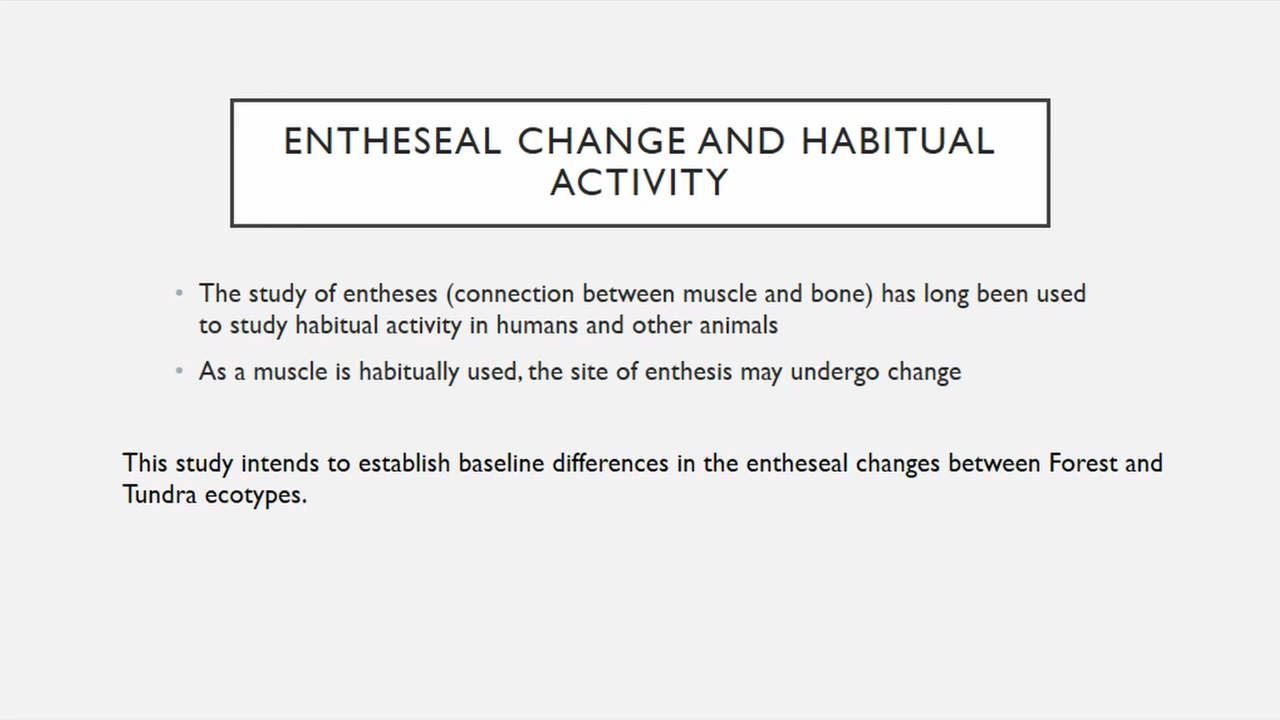 ENTHESEAL CHANGE AND HABITUAL
ACTIVITY
• The study of entheses (connection between muscle and bone) has long been used
to study habitual activity in humans and other animals
• As a muscle is habitually used, the site of enthesis may undergo change
This study intends to establish baseline differences in the entheseal changes between Forest and
Tundra ecotypes.